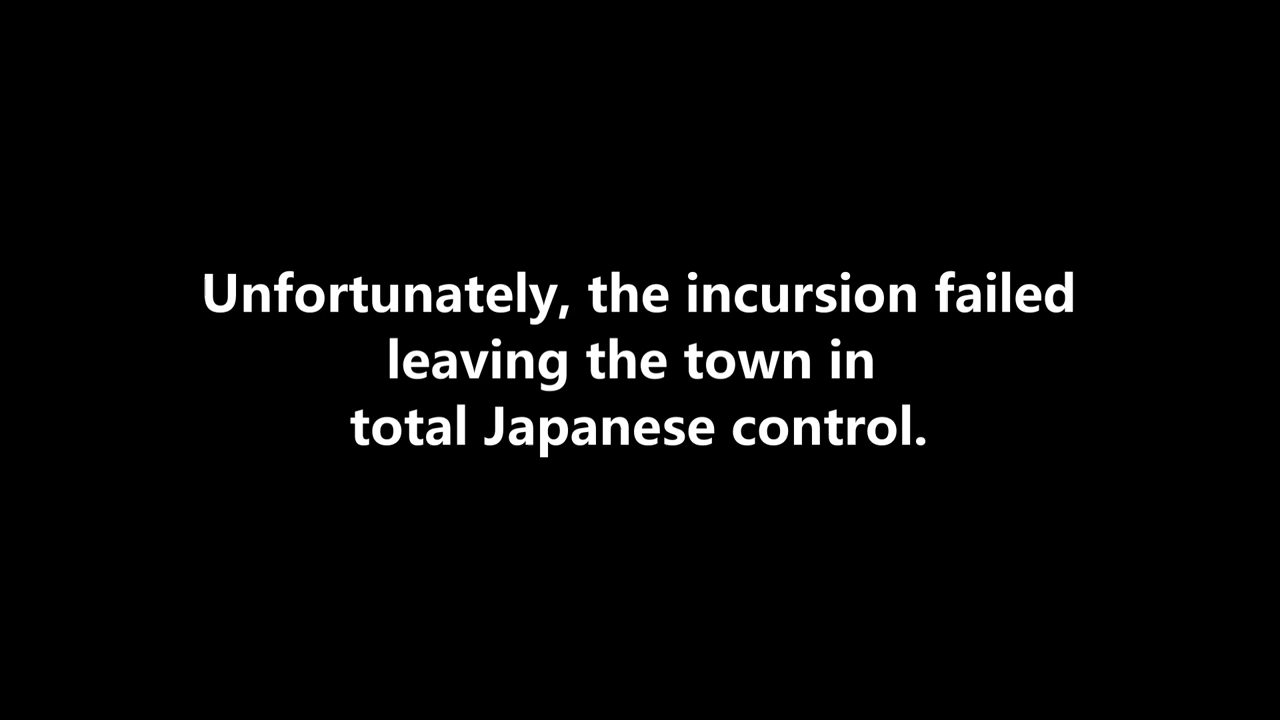 Unfortunately, the incursion failed
leaving the town in
total Japanese control.